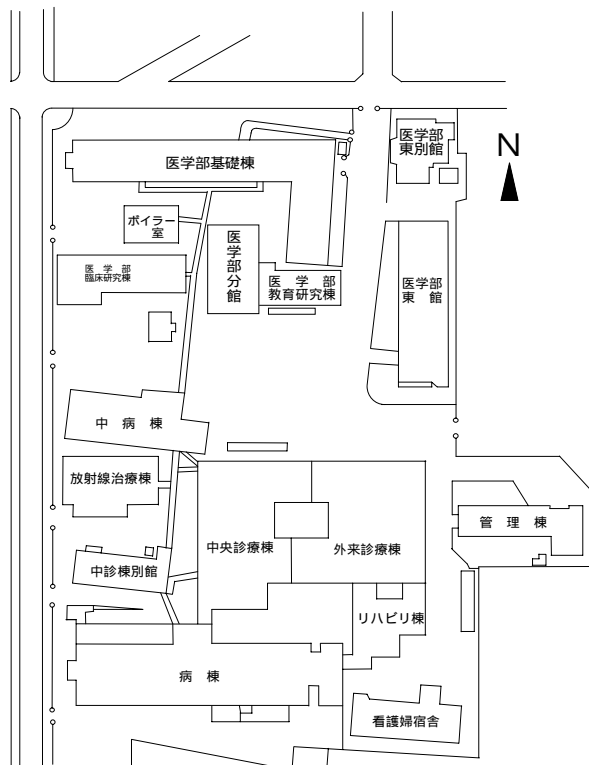 医学部
東別館
N
医学部基礎棟
ボイラー
室
医学部分館
医学部
臨床研究棟
医学部
教育研究棟
医学部
東館
中病棟
放射線治療棟
管理棟
中央診療棟
外来診療棟
中診棟別館
リハビリ棟
病棟
看護婦宿舎